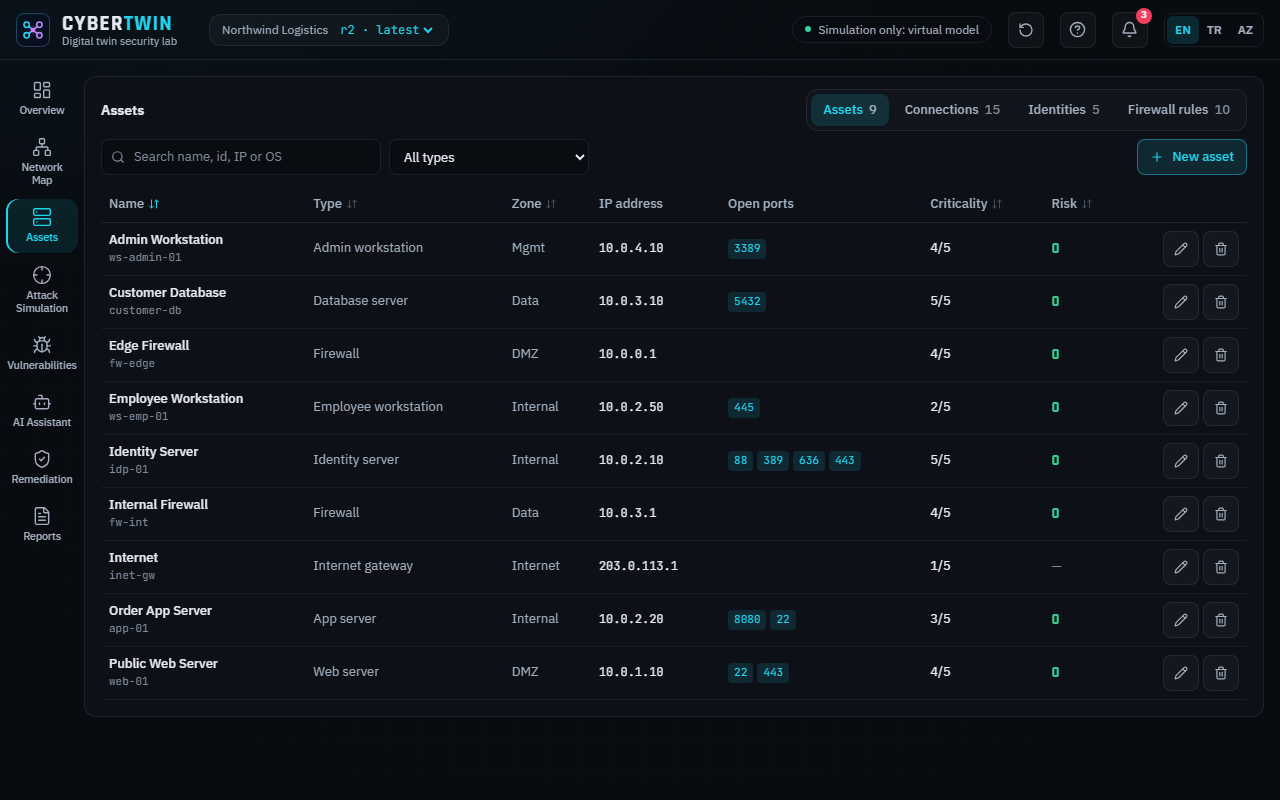 CYBERTWIN
Digital twin security lab
Northwind Logistics r2 · latest
Simulation only: virtual model
3
EN TR AZ
Overview
Network
Map
Assets
Attack
Simulation
Vulnerabilities
AI Assistant
Remediation
Reports
Assets
Assets 9 Connections 15 Identities 5 Firewall rules 10
Search name, id, IP or OS
All types
+ New asset
Name Type Zone IP address Open ports Criticality Risk
Admin Workstation
ws-admin-01
Admin workstation Mgmt 10.0.4.10 3389 4/5 0
Customer Database
customer-db
Database server Data 10.0.3.10 5432 5/5 0
Edge Firewall
fw-edge
Firewall DMZ 10.0.0.1 4/5 0
Employee Workstation
ws-emp-01
Employee workstation Internal 10.0.2.50 445 2/5 0
Identity Server
idp-01
Identity server Internal 10.0.2.10 88 389 636 443 5/5 0
Internal Firewall
fw-int
Firewall Data 10.0.3.1 4/5 0
Internet
inet-gw
Internet gateway Internet 203.0.113.1 1/5 —
Order App Server
app-01
App server Internal 10.0.2.20 8080 22 3/5 0
Public Web Server
web-01
Web server DMZ 10.0.1.10 22 443 4/5 0